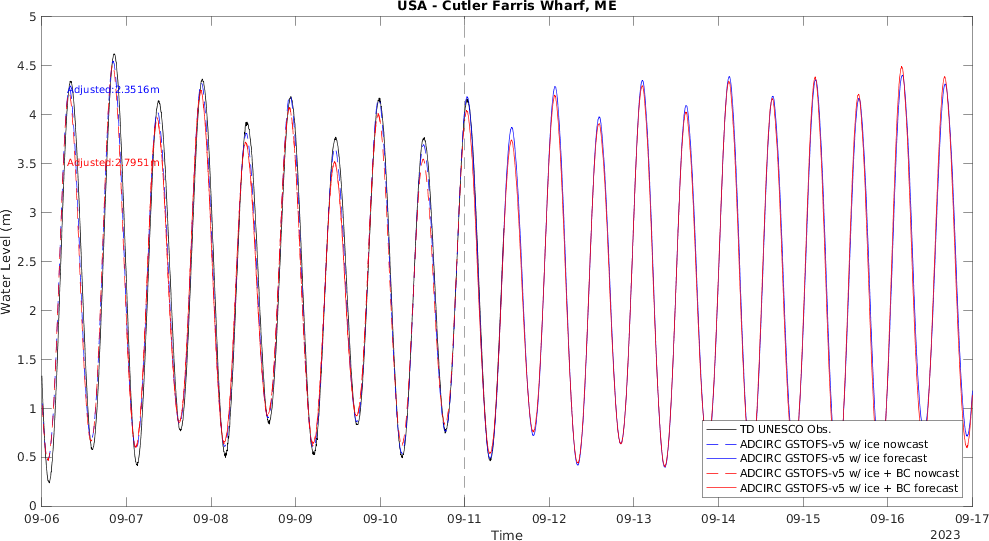 USA - Cutler Farris Wharf, ME
5
4.5
Adjusted:2.3516m
4
3.5
Adjusted:2.7951m
3
Water Level (m)
2.5
2
1.5
1
0.5
0
TD UNESCO Obs.
ADCIRC GSTOFS-v5 w/ ice nowcast
ADCIRC GSTOFS-v5 w/ ice forecast
ADCIRC GSTOFS-v5 w/ ice + BC nowcast
ADCIRC GSTOFS-v5 w/ ice + BC forecast
09-06 09-07 09-08 09-09 09-10 09-11 09-12 09-13 09-14 09-15 09-16 09-17
Time
2023